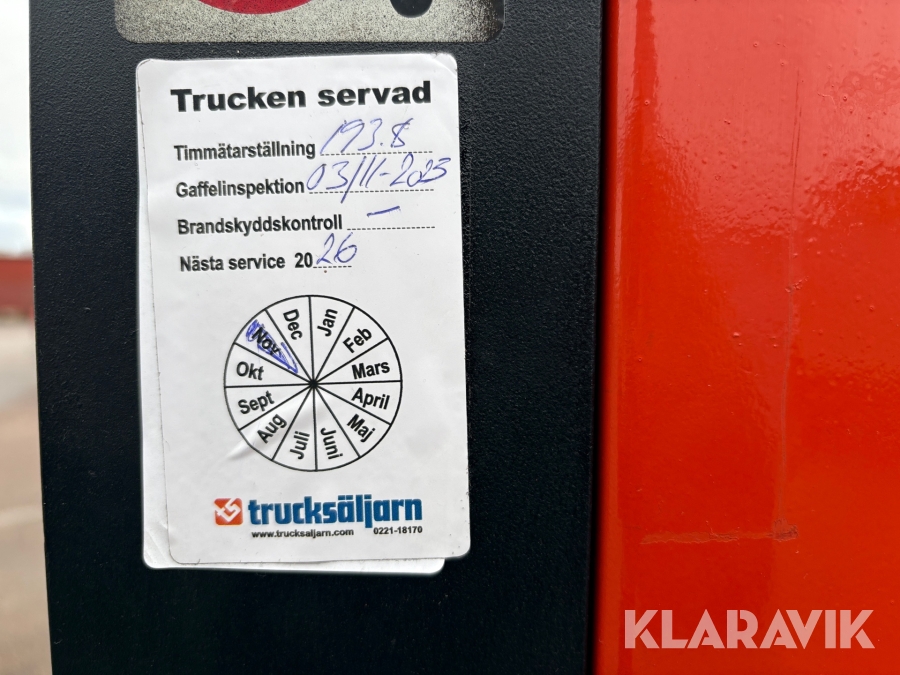 Trucken servad
Timmätarställning 193.8
Gaffelinspektion 03/11-2025
Brandskyddskontroll —
Nästa service 2026
Jan
Feb
Mars
April
Maj
Juni
Juli
Aug
Sept
Okt
Nov
Dec
trucksäljarn
www.trucksaljarn.com 0221-18170
KLARAVIK